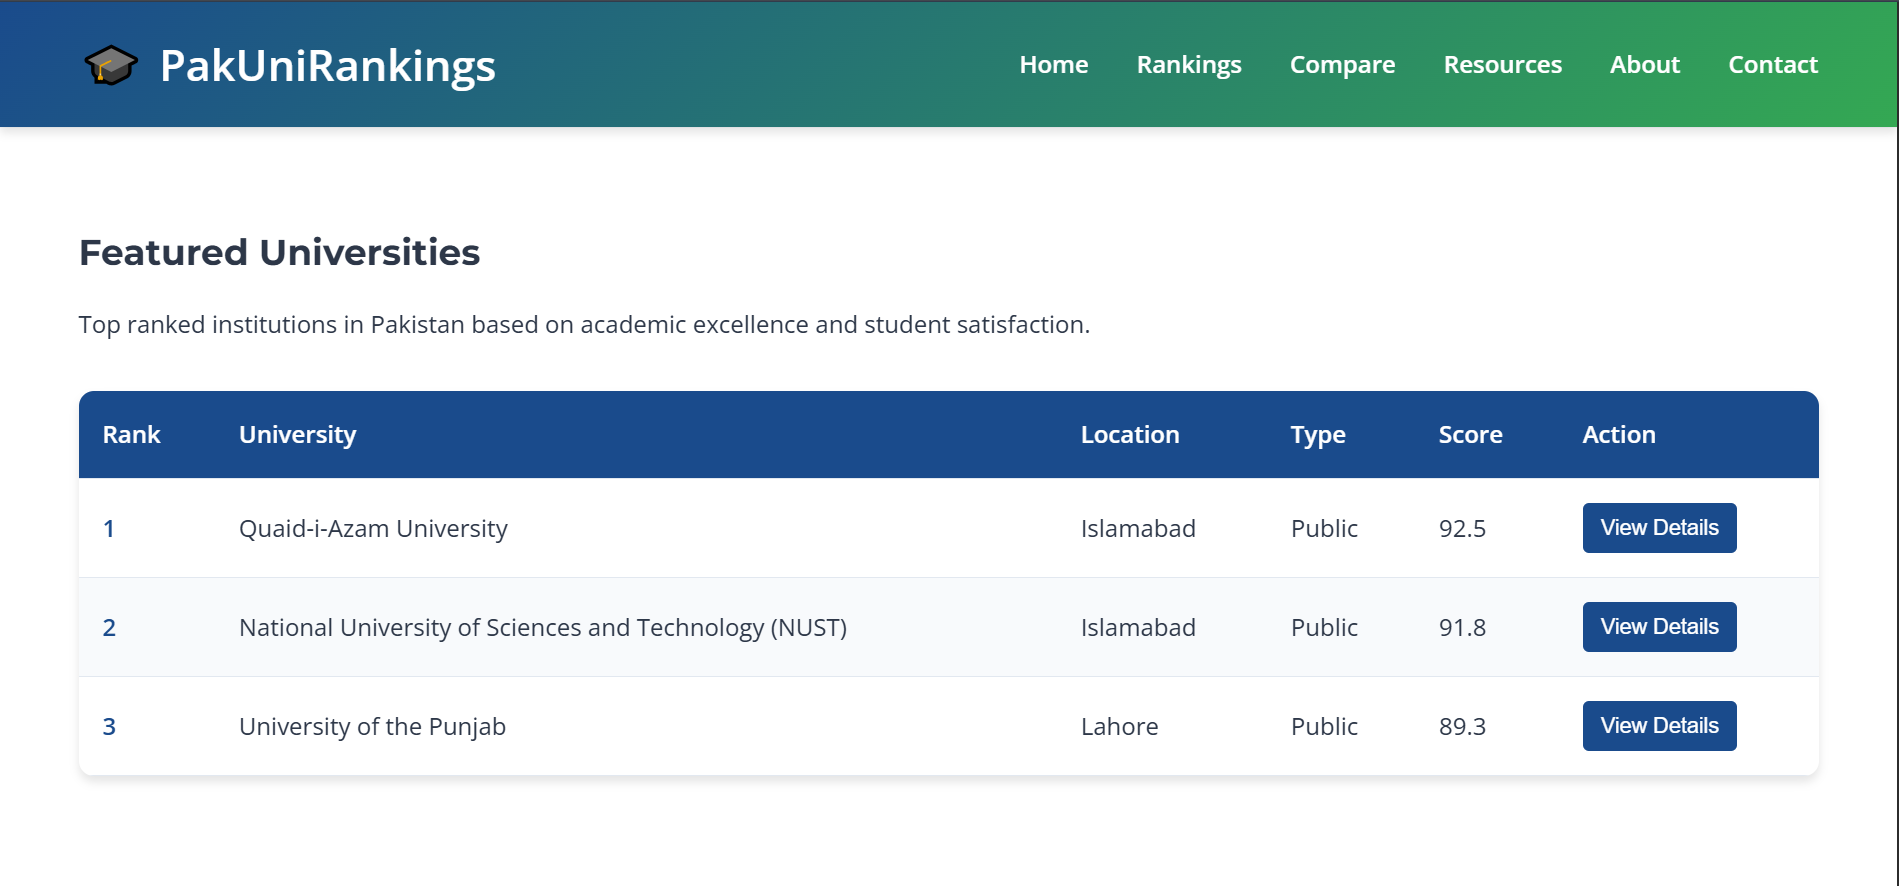 PakUniRankings
Home Rankings Compare Resources About Contact
Featured Universities
Top ranked institutions in Pakistan based on academic excellence and student satisfaction.
Rank University Location Type Score Action
1 Quaid-i-Azam University Islamabad Public 92.5 View Details
2 National University of Sciences and Technology (NUST) Islamabad Public 91.8 View Details
3 University of the Punjab Lahore Public 89.3 View Details